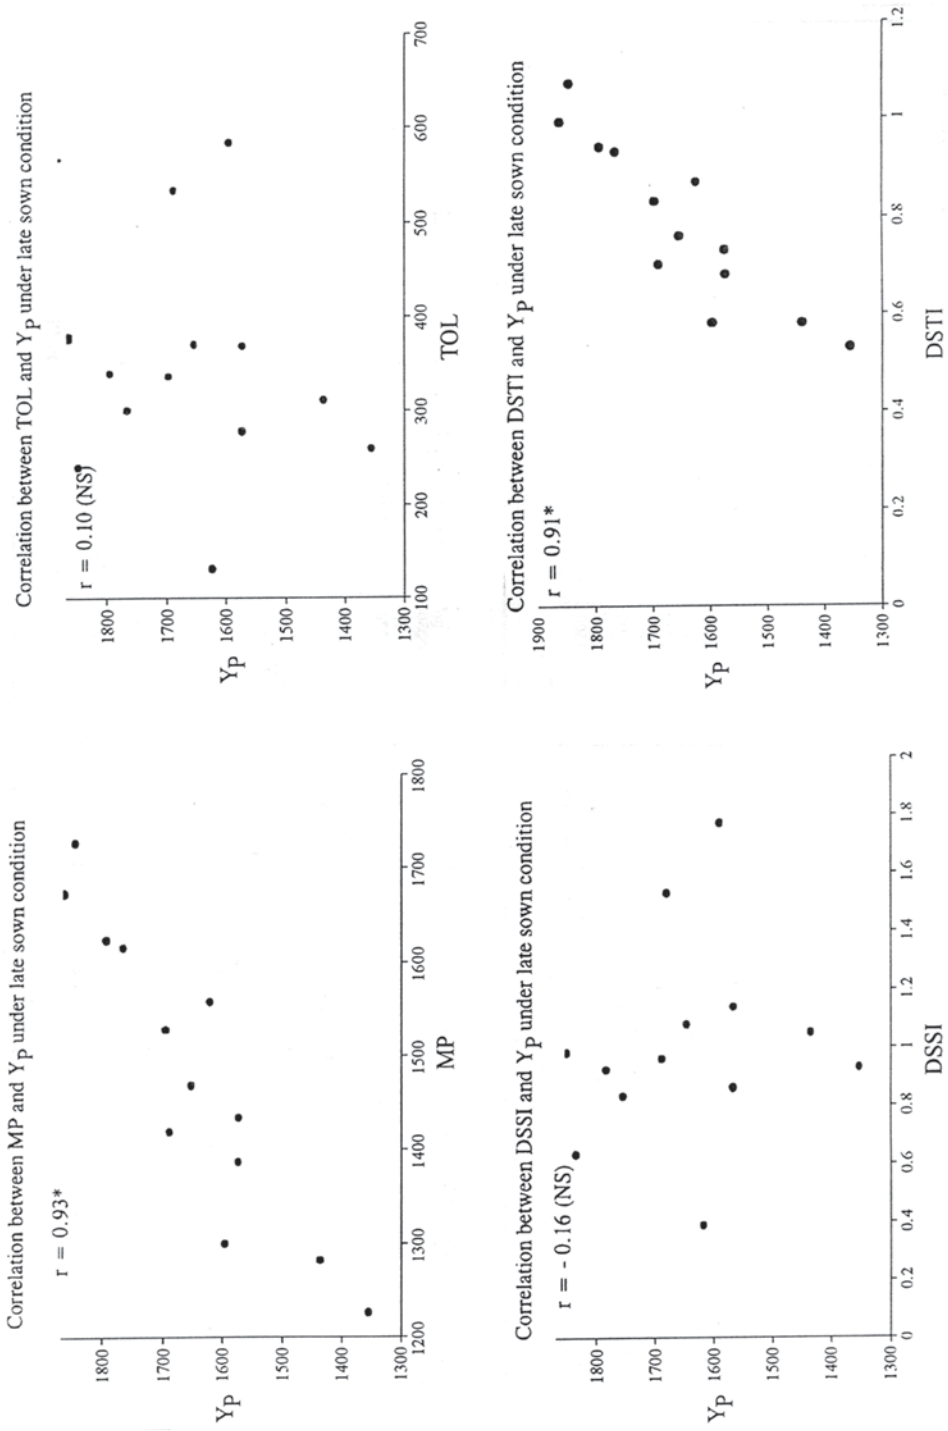 Correlation between MP and Yp under late sown condition
r = 0.93*
1800
1700
1600
1500
1400
1300
Yp
1200 1300 1400 1500 1600 1700 1800
MP
Correlation between TOL and Yp under late sown condition
r = 0.10 (NS)
1800
1700
1600
1500
1400
1300
Yp
100 200 300 400 500 600 700
TOL
Correlation between DSSI and Yp under late sown condition
r = - 0.16 (NS)
1800
1700
1600
1500
1400
1300
Yp
0 0.2 0.4 0.6 0.8 1 1.2 1.4 1.6 1.8 2
DSSI
Correlation between DSTI and Yp under late sown condition
r = 0.91*
1900
1800
1700
1600
1500
1400
1300
Yp
0 0.2 0.4 0.6 0.8 1 1.2
DSTI